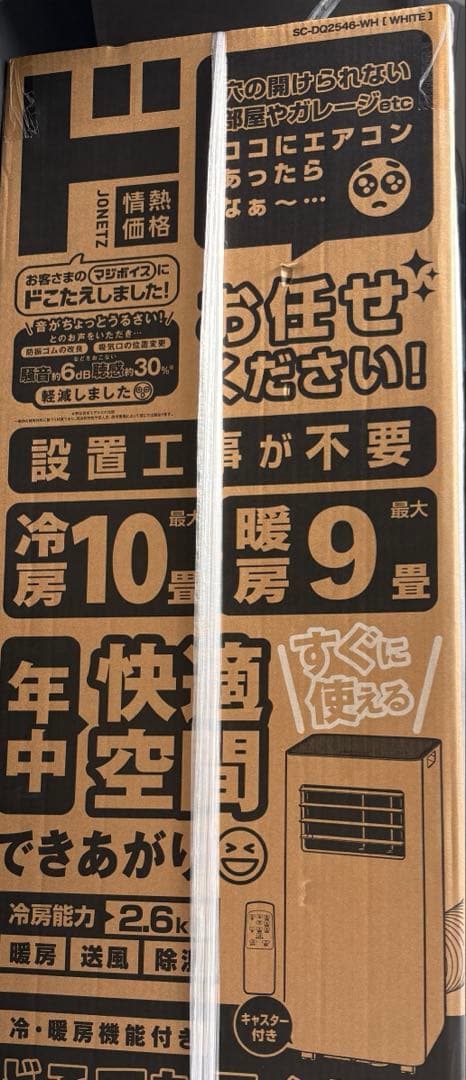 SC-DQ2546-WH [ WHITE ]
ド
JONETZ
情熱
価格
穴の開けられない
部屋やガレージetc
ココにエアコン
あったら
なぁ〜…
お客さまのマジボイスに
ドこたえしました!
音がちょっとうるさい!
とのお声をいただき…
防振ゴムの改良 吸気口の位置変更
などをおこない
騒音約6dB聴感約30%※
軽減しました
お任せ
ください!
設置工事が不要
冷房
最大
10畳
暖房
最大
9畳
年中
快適
空間
できあがり
すぐに
使える
冷房能力 2.6k
暖房 送風 除湿
キャスター
付き
冷・暖房機能付き